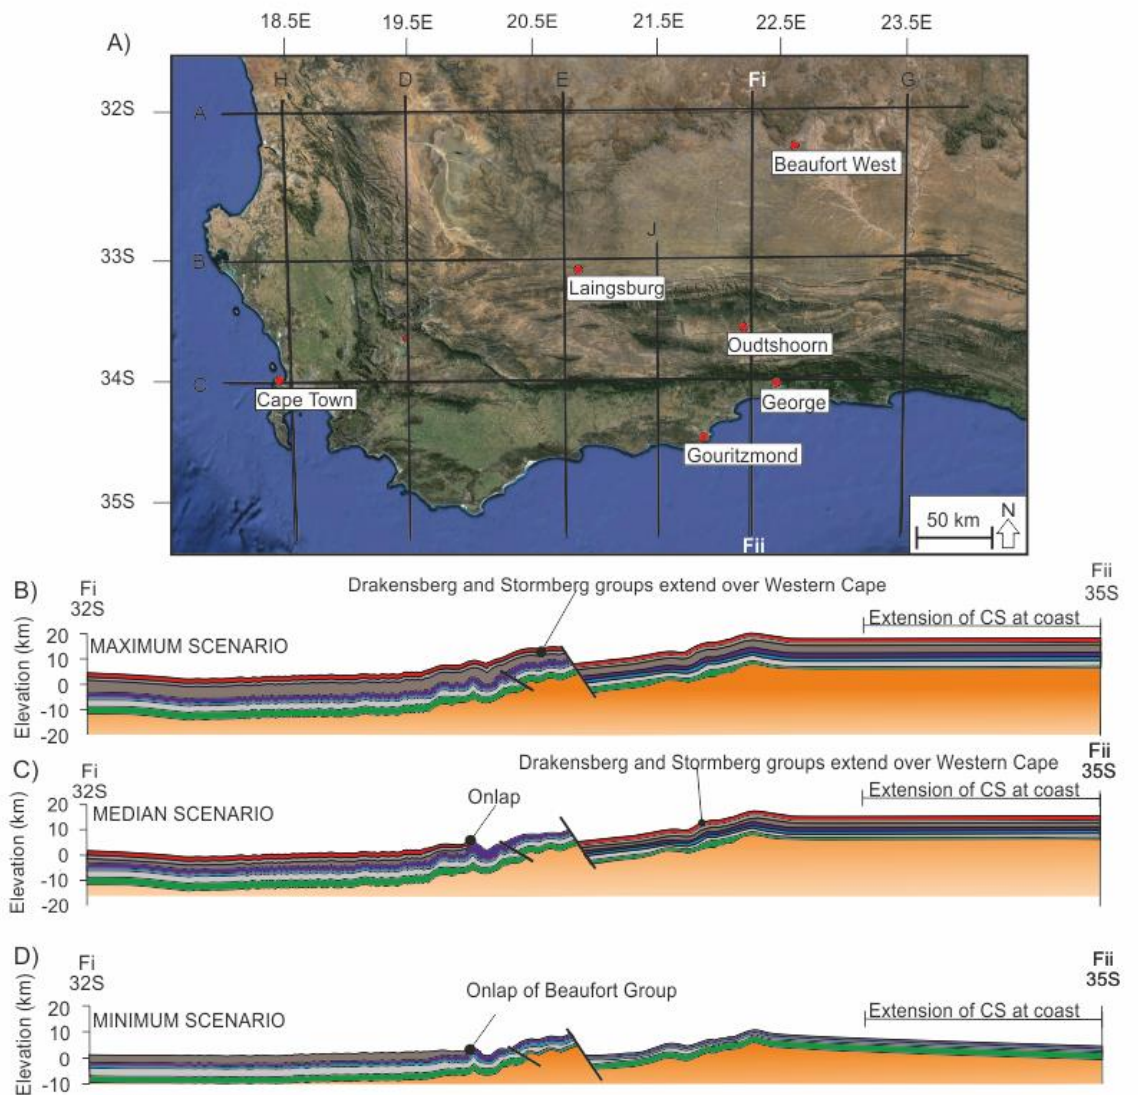 18.5E 19.5E 20.5E 21.5E 22.5E 23.5E
A)
H D E Fi G
32S
A
Beaufort West
J
33S
B
Laingsburg
Oudtshoorn
34S
C
Cape Town
George
Gouritzmond
35S
50 km N
Fii
B)
Fi
32S
Drakensberg and Stormberg groups extend over Western Cape
Fii
35S
Extension of CS at coast
MAXIMUM SCENARIO
Elevation (km)
20
10
0
-10
-20
C)
Fi
32S
Drakensberg and Stormberg groups extend over Western Cape
Fii
35S
Onlap
Extension of CS at coast
MEDIAN SCENARIO
Elevation (km)
20
10
0
-10
-20
D)
Fi
32S
Fii
35S
Onlap of Beaufort Group
Extension of CS at coast
MINIMUM SCENARIO
Elevation (km)
20
10
0
-10